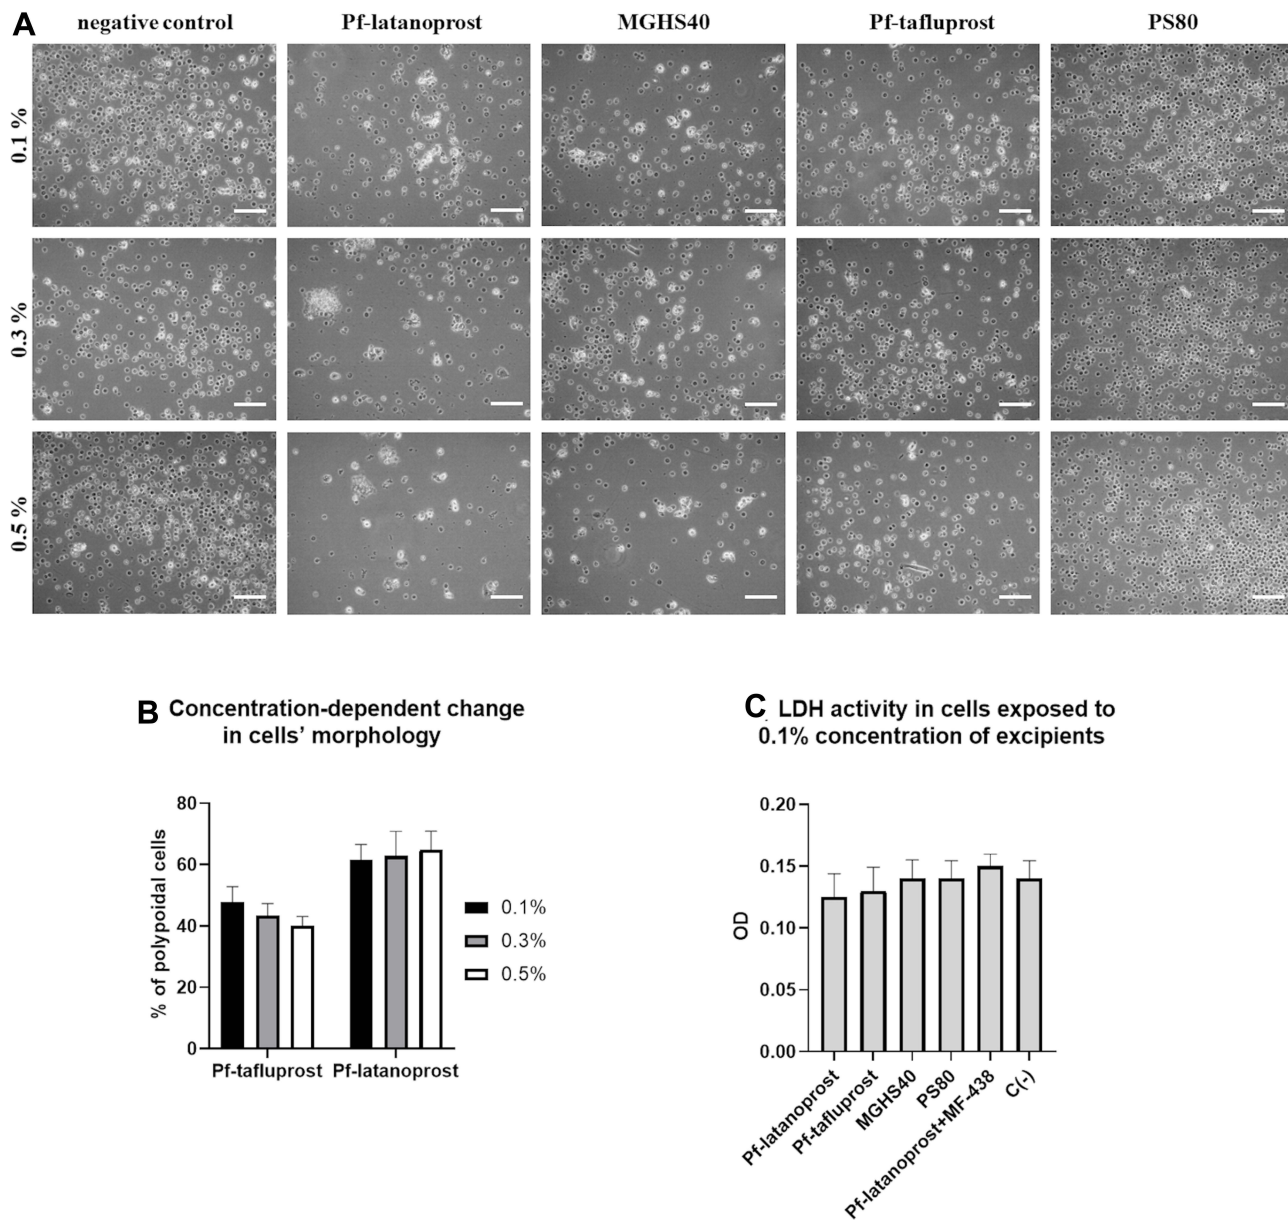 A
negative control
Pf-latanoprost
MGHS40
Pf-tafluprost
PS80
0.1 %
0.3 %
0.5 %
B Concentration-dependent change
in cells' morphology
% of polypoidal cells
80
60
40
20
0
Pf-tafluprost
Pf-latanoprost
0.1%
0.3%
0.5%
C LDH activity in cells exposed to
0.1% concentration of excipients
OD
0.20
0.15
0.10
0.05
0.00
Pf-latanoprost
Pf-tafluprost
MGHS40
PS80
Pf-latanoprost+MF-438
C(-)